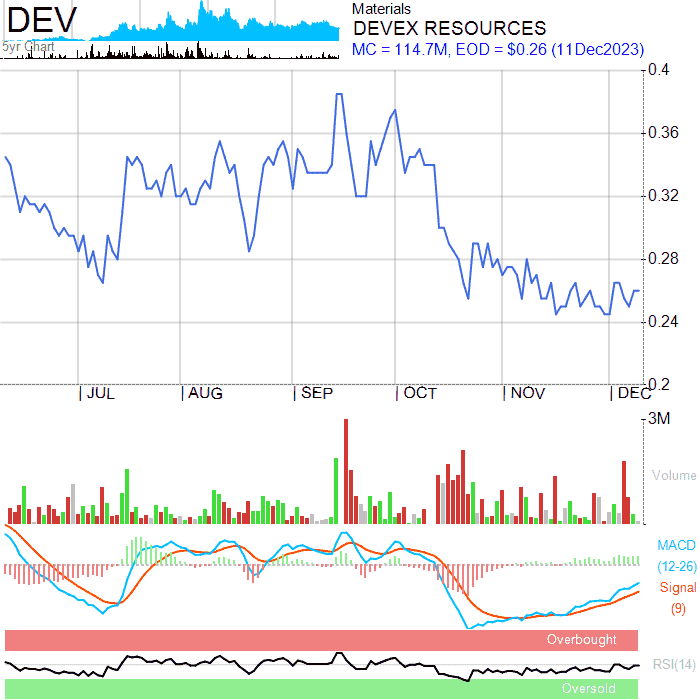 DEV
5yr Chart
Materials
DEVEX RESOURCES
MC = 114.7M, EOD = $0.26 (11Dec2023)
0.4
0.36
0.32
0.28
0.24
0.2
JUL AUG SEP OCT NOV DEC
3M
Volume
MACD
(12-26)
Signal
(9)
Overbought
RSI(14)
Oversold